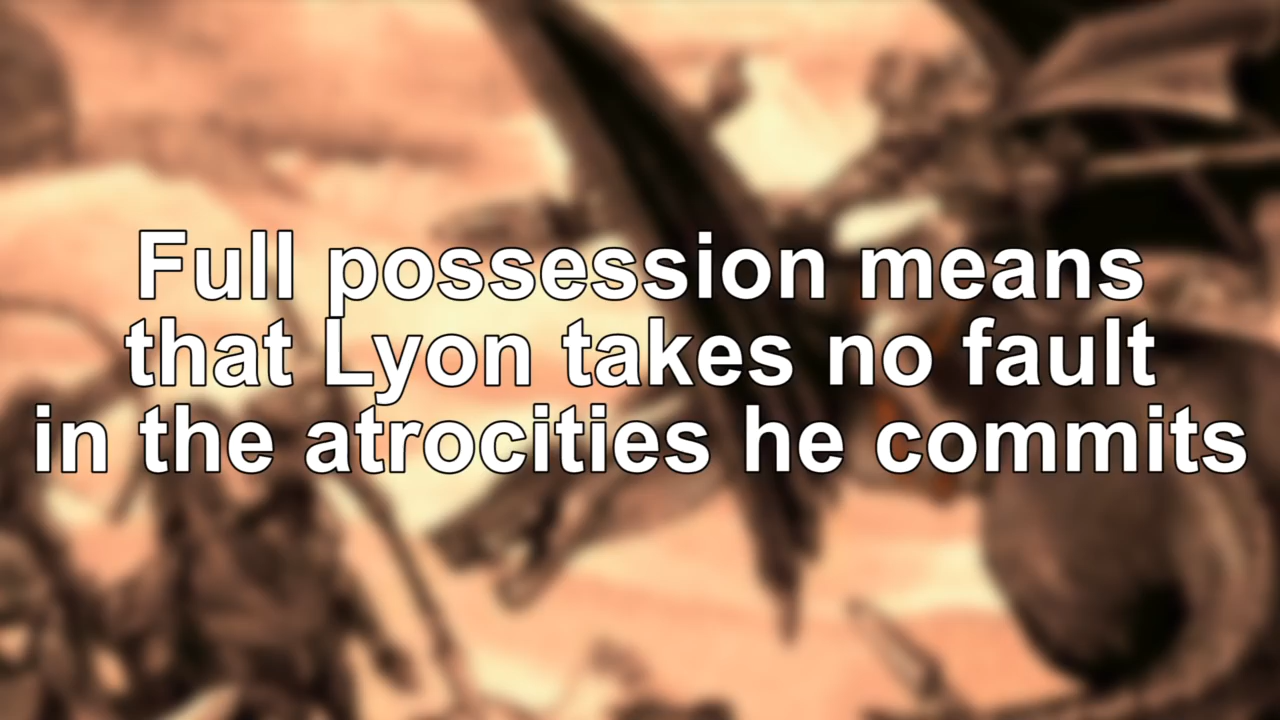 Full possession means
that Lyon takes no fault
in the atrocities he commits